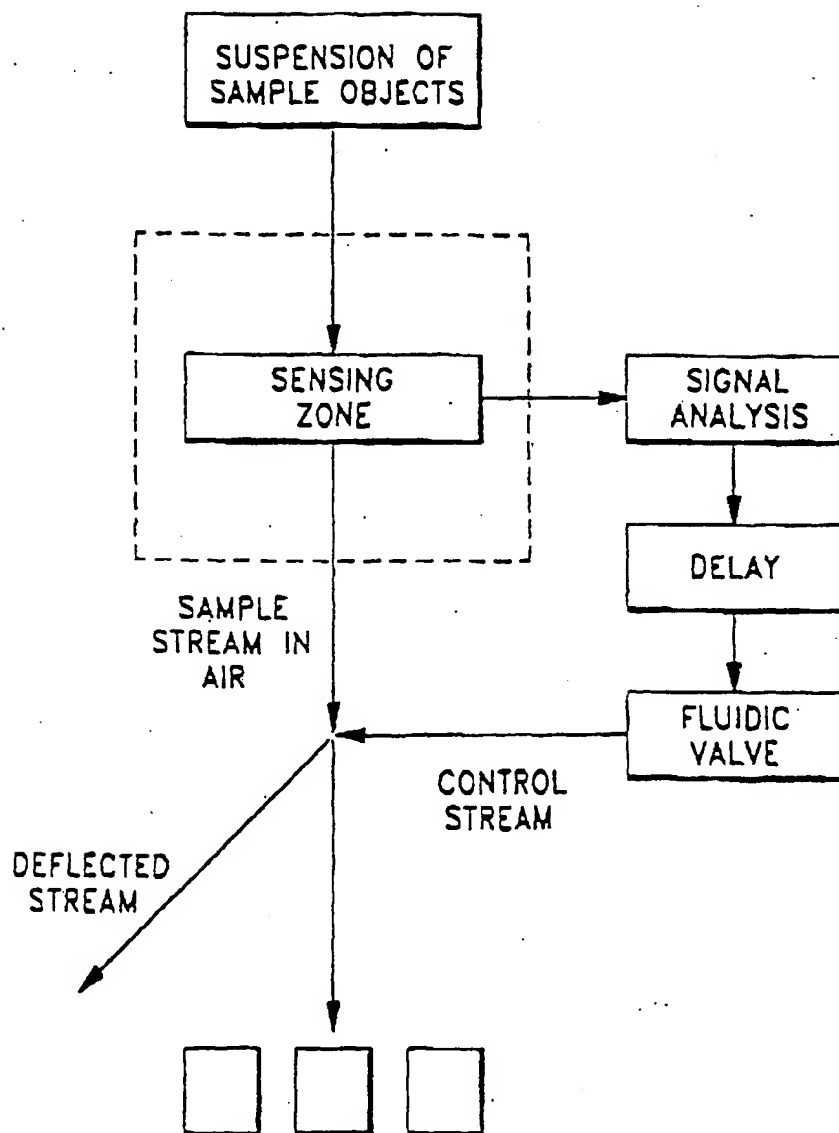 SUSPENSION OF
SAMPLE OBJECTS
SENSING
ZONE
SIGNAL
ANALYSIS
DELAY
SAMPLE
STREAM IN
AIR
FLUIDIC
VALVE
CONTROL
STREAM
DEFLECTED
STREAM